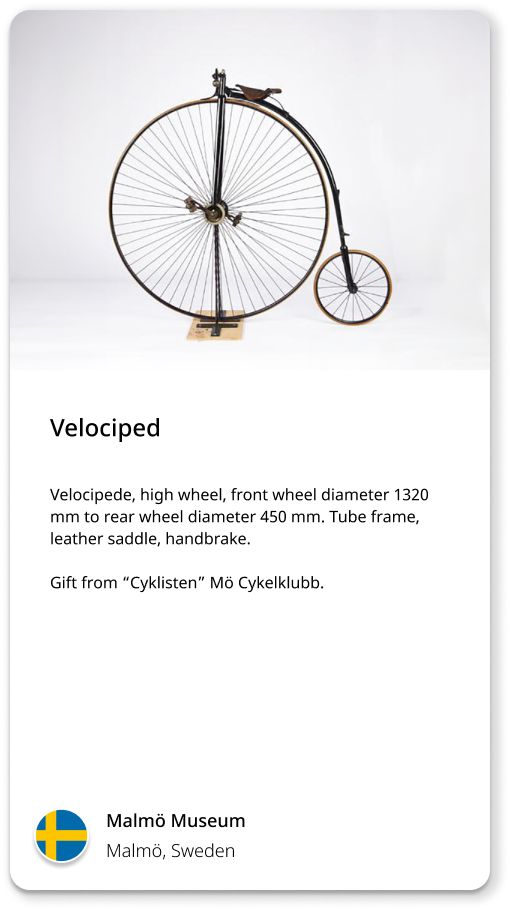 Velociped
Velocipede, high wheel, front wheel diameter 1320
mm to rear wheel diameter 450 mm. Tube frame,
leather saddle, handbrake.
Gift from “Cyklisten” Mö Cykelklubb.
Malmö Museum
Malmö, Sweden